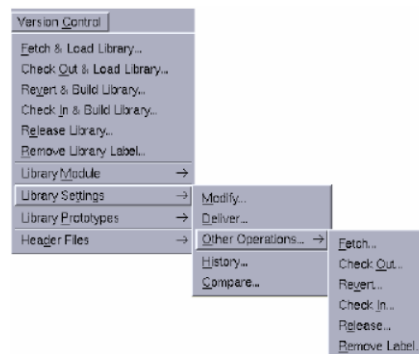 Version Control
Fetch & Load Library...
Check Out & Load Library...
Revert & Build Library...
Check In & Build Library...
Release Library...
Remove Library Label...
Library Module →
Library Settings →
Library Prototypes →
Header Files →
Modify...
Deliver...
Other Operations... →
History...
Compare...
Fetch...
Check Out...
Revert...
Check In...
Release...
Remove Label...